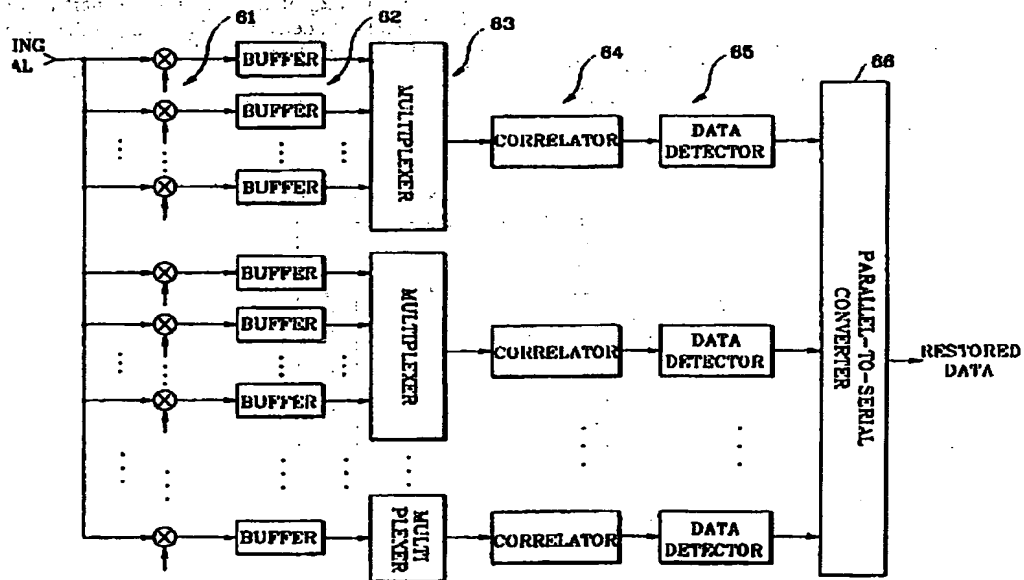 61
62
63
64
65
66
ING
AL
BUFFER
BUFFER
BUFFER
MULTIPLEXER
CORRELATOR
DATA
DETECTOR
BUFFER
BUFFER
BUFFER
MULTIPLEXER
CORRELATOR
DATA
DETECTOR
PARALLEL-TO-SERIAL
CONVERTER
RESTORED
DATA
BUFFER
MULTI
PLEXER
CORRELATOR
DATA
DETECTOR